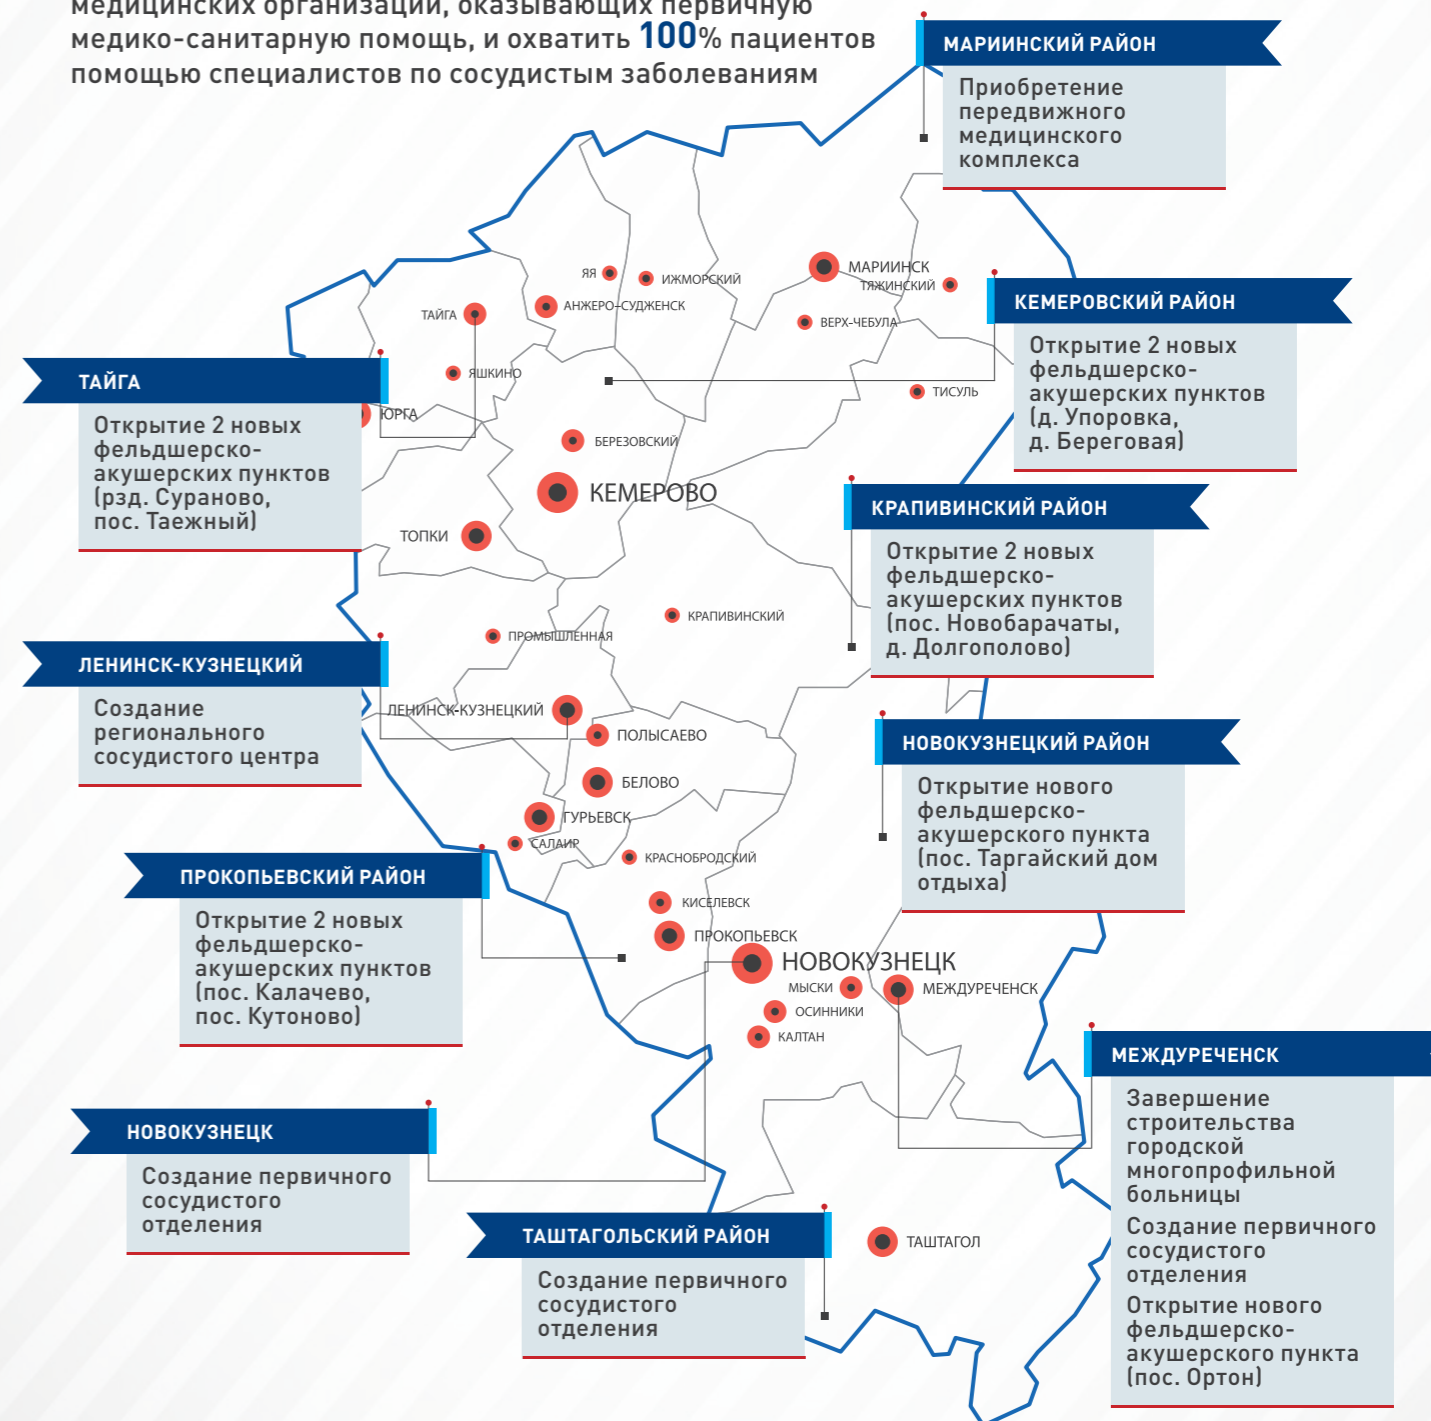 медицинских организаций, оказывающих первичную
медико-санитарную помощь, и охватить 100% пациентов
помощью специалистов по сосудистым заболеваниям
МАРИИНСКИЙ РАЙОН
Приобретение
передвижного
медицинского
комплекса
ЯЯ
ИЖМОРСКИЙ
МАРИИНСК
ТЯЖИНСКИЙ
ТАЙГА
АНЖЕРО-СУДЖЕНСК
ВЕРХ-ЧЕБУЛА
КЕМЕРОВСКИЙ РАЙОН
Открытие 2 новых
фельдшерско-
акушерских пунктов
(д. Упоровка,
д. Береговая)
ЯШКИНО
ТИСУЛЬ
ТАЙГА
Открытие 2 новых
фельдшерско-
акушерских пунктов
(рзд. Сураново,
пос. Таежный)
ЮРГА
БЕРЕЗОВСКИЙ
КЕМЕРОВО
ТОПКИ
КРАПИВИНСКИЙ РАЙОН
Открытие 2 новых
фельдшерско-
акушерских пунктов
(пос. Новобарачаты,
д. Долгополово)
КРАПИВИНСКИЙ
ПРОМЫШЛЕННАЯ
ЛЕНИНСК-КУЗНЕЦКИЙ
Создание
регионального
сосудистого центра
ЛЕНИНСК-КУЗНЕЦКИЙ
ПОЛЫСАЕВО
БЕЛОВО
ГУРЬЕВСК
САЛАИР
КРАСНОБРОДСКИЙ
НОВОКУЗНЕЦКИЙ РАЙОН
Открытие нового
фельдшерско-
акушерского пункта
(пос. Таргайский дом
отдыха)
ПРОКОПЬЕВСКИЙ РАЙОН
Открытие 2 новых
фельдшерско-
акушерских пунктов
(пос. Калачево,
пос. Кутоново)
КИСЕЛЕВСК
ПРОКОПЬЕВСК
НОВОКУЗНЕЦК
МЫСКИ
МЕЖДУРЕЧЕНСК
ОСИННИКИ
КАЛТАН
МЕЖДУРЕЧЕНСК
Завершение
строительства
городской
многопрофильной
больницы
Создание первичного
сосудистого
отделения
Открытие нового
фельдшерско-
акушерского пункта
(пос. Ортон)
НОВОКУЗНЕЦК
Создание первичного
сосудистого
отделения
ТАШТАГОЛЬСКИЙ РАЙОН
Создание первичного
сосудистого
отделения
ТАШТАГОЛ